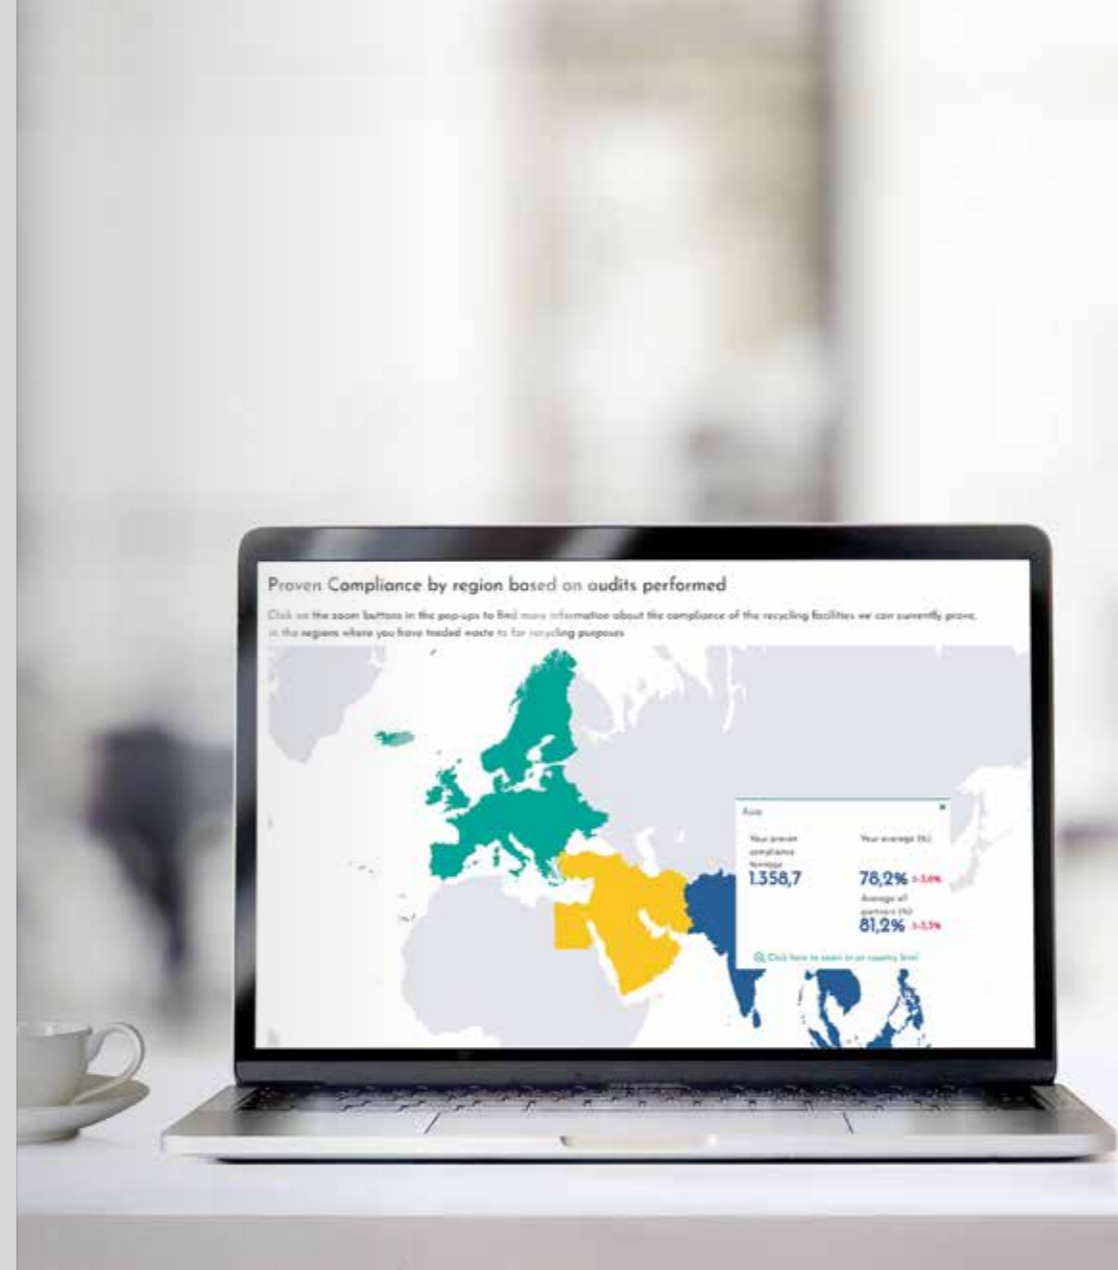 Proven Compliance by region based on audits performed
Click on the zoom buttons in the pop-ups to find more information about the compliance of the recycling facilities we can currently prove,
in the regions where you have traded waste to for recycling purposes
Asia
Your proven
compliance
tonnage
1.358,7
Your average (%)
78,2%
Average all
partners (%)
81,2%
Click here to zoom in on country level